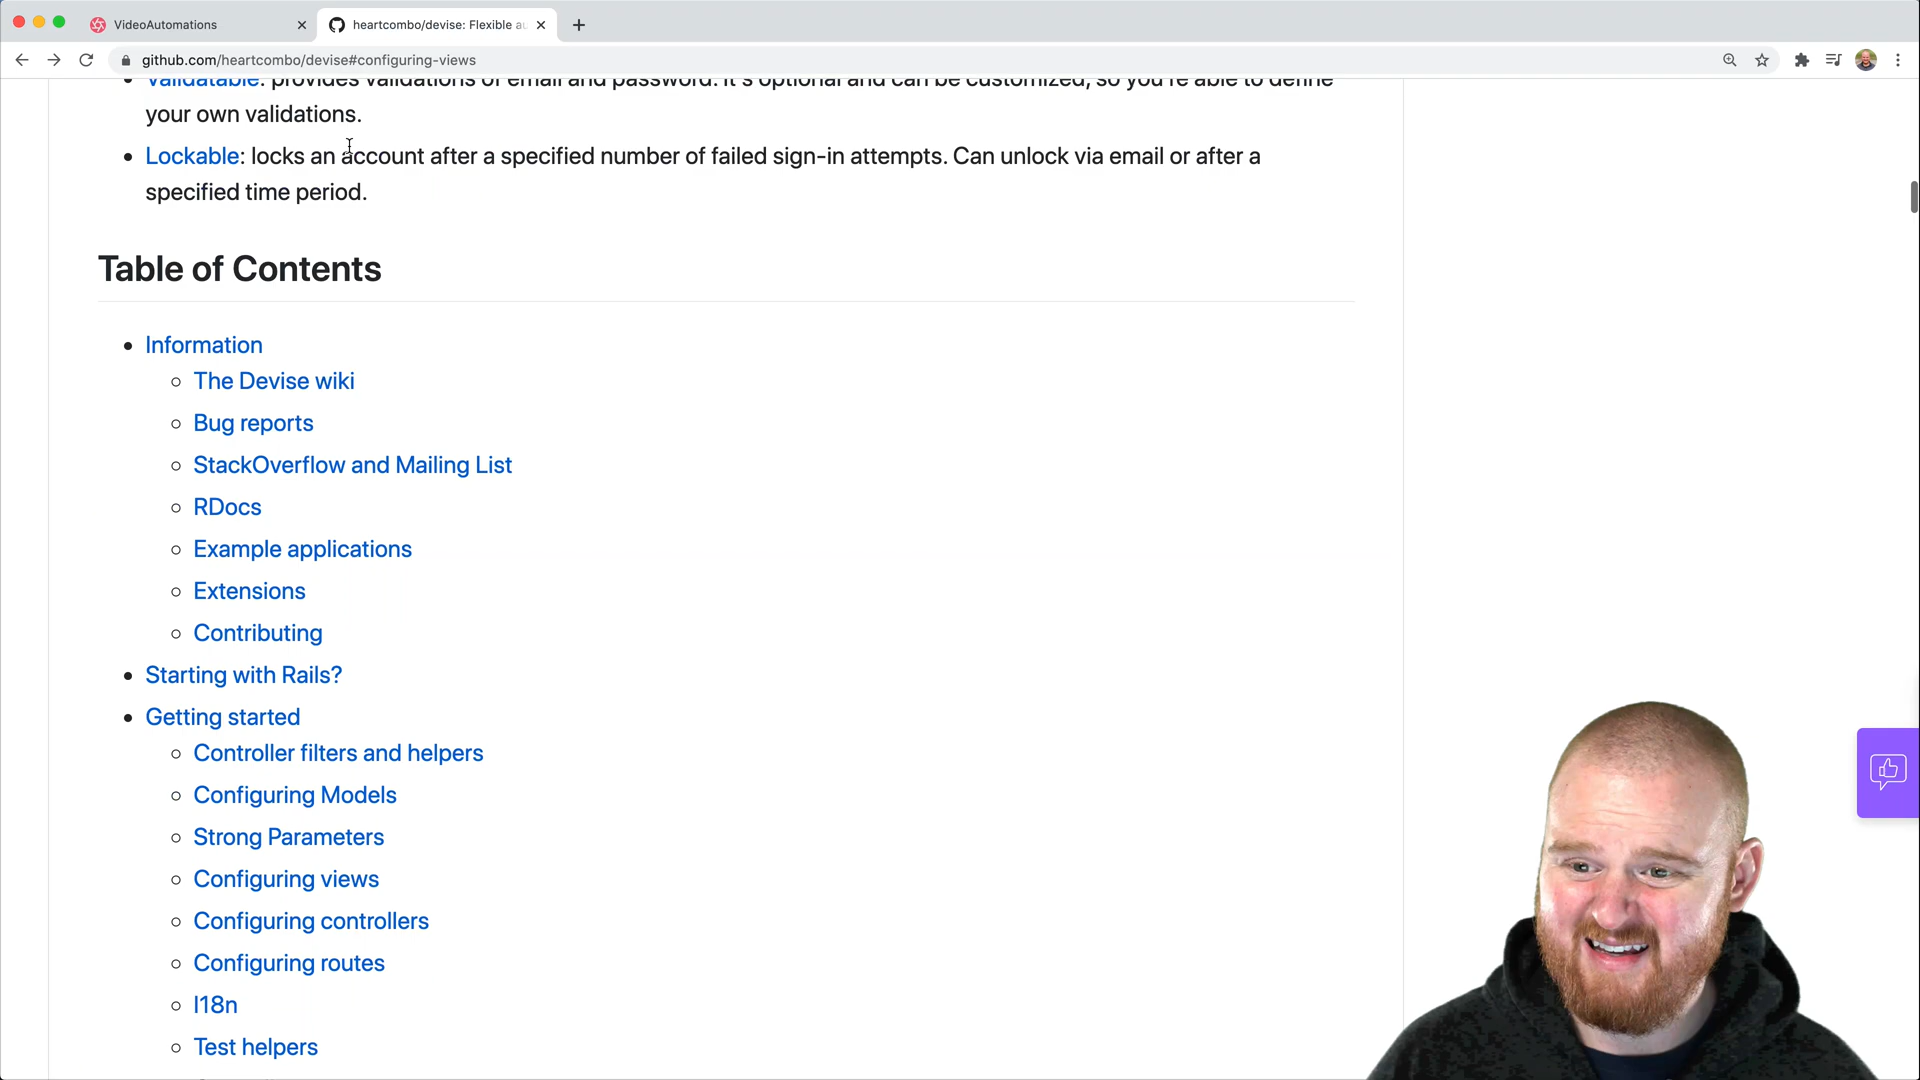 VideoAutomations
heartcombo/devise: Flexible au
github.com/heartcombo/devise#configuring-views
Validatable: provides validations of email and password. It's optional and can be customized, so you're able to define
your own validations.
Lockable: locks an account after a specified number of failed sign-in attempts. Can unlock via email or after a
specified time period.
Table of Contents
Information
The Devise wiki
Bug reports
StackOverflow and Mailing List
RDocs
Example applications
Extensions
Contributing
Starting with Rails?
Getting started
Controller filters and helpers
Configuring Models
Strong Parameters
Configuring views
Configuring controllers
Configuring routes
I18n
Test helpers